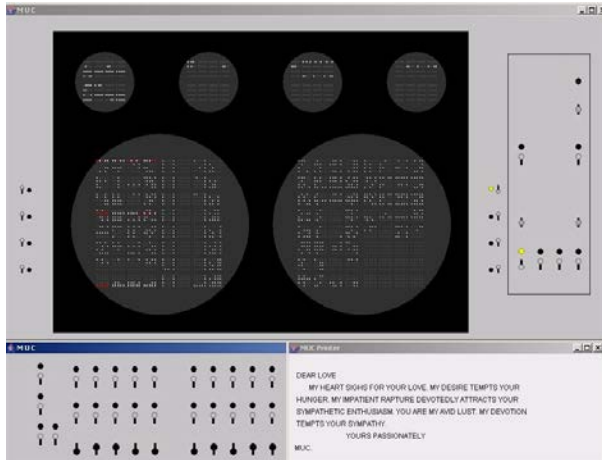 MUC
MUC
MUC Printer
DEAR LOVE
MY HEART SIGHS FOR YOUR LOVE. MY DESIRE TEMPTS YOUR
HUNGER. MY IMPATIENT RAPTURE DEVOTEDLY ATTRACTS YOUR
SYMPATHETIC ENTHUSIASM. YOU ARE MY AVID LUST. MY DEVOTION
TEMPTS YOUR SYMPATHY.
YOURS PASSIONATELY
MUC.